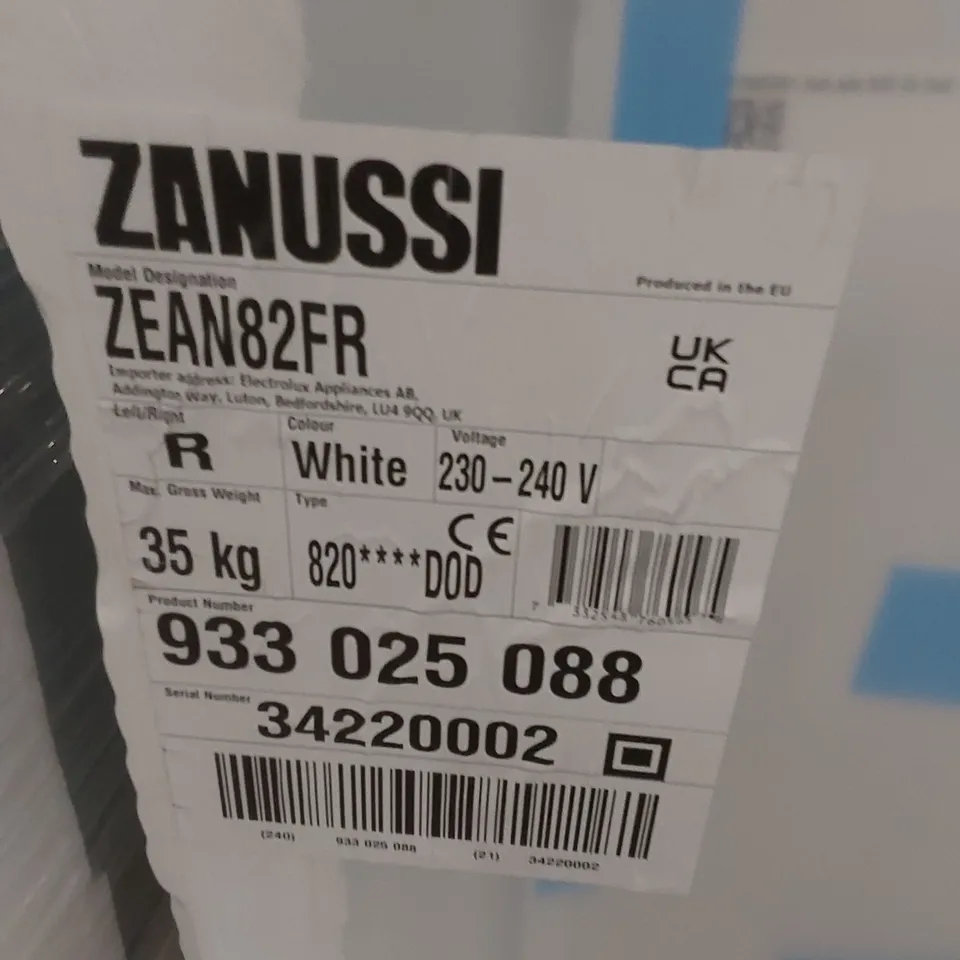 ZANUSSI
Model Designation
Produced in the EU
ZEAN82FR
UK
CA
Importer address: Electrolux Appliances AB,
Addington Way, Luton, Bedfordshire, LU4 9QQ, UK
Left/Right
Colour
Voltage
R
White
230-240 V
Max. Gross Weight
Type
35 kg
CE
820****DOD
Product Number
933 025 088
Serial Number
34220002
(240) 933 025 088 (21) 34220002